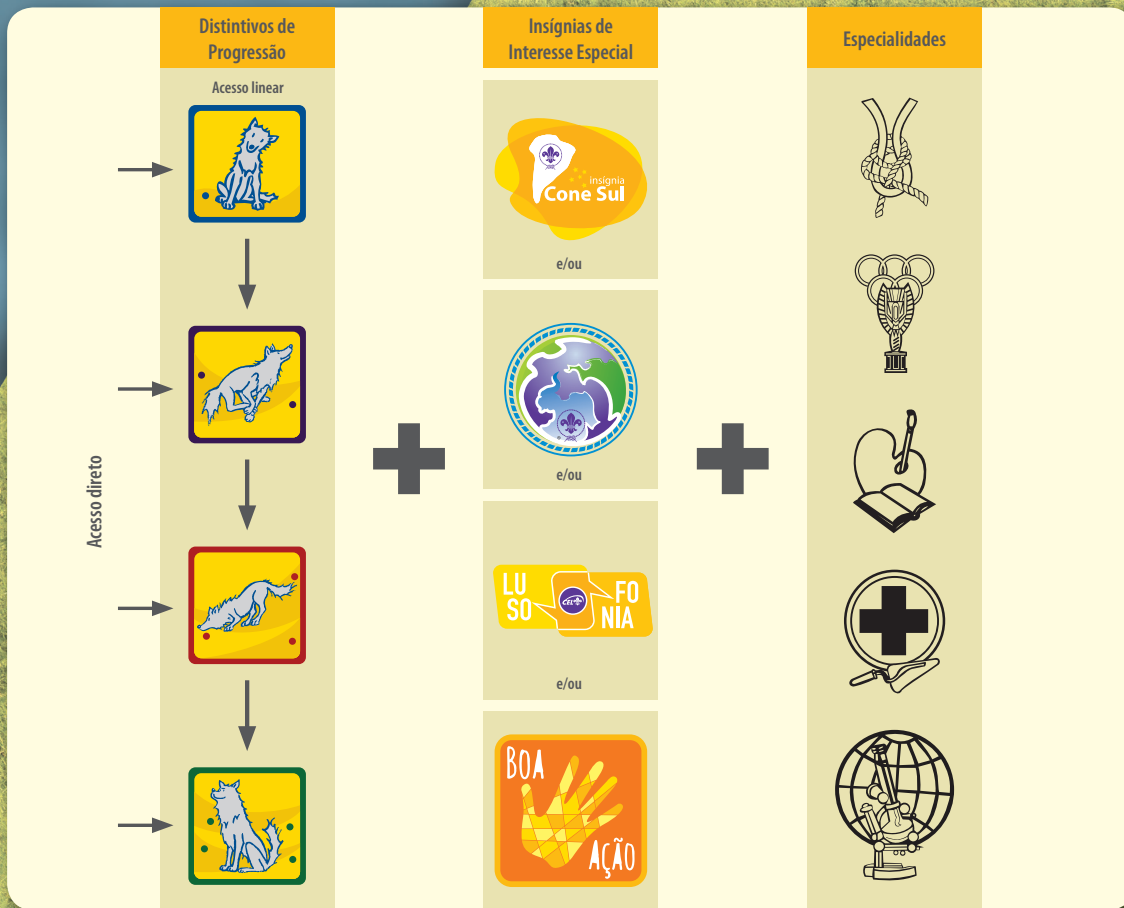 Distintivos de
Progressão
Acesso linear
Acesso direto
Insígnias de
Interesse Especial
insígnia
Cone Sul
e/ou
e/ou
LU
SO
CEL
FO
NIA
e/ou
BOA
AÇÃO
Especialidades